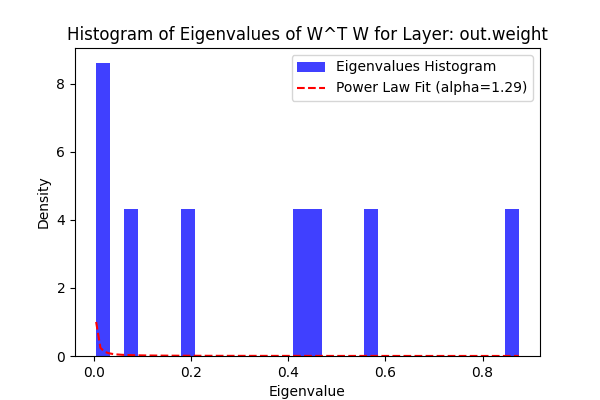 Histogram of Eigenvalues of W^T W for Layer: out.weight
Eigenvalues Histogram
Power Law Fit (alpha=1.29)
Density
8
6
4
2
0
0.0 0.2 0.4 0.6 0.8
Eigenvalue